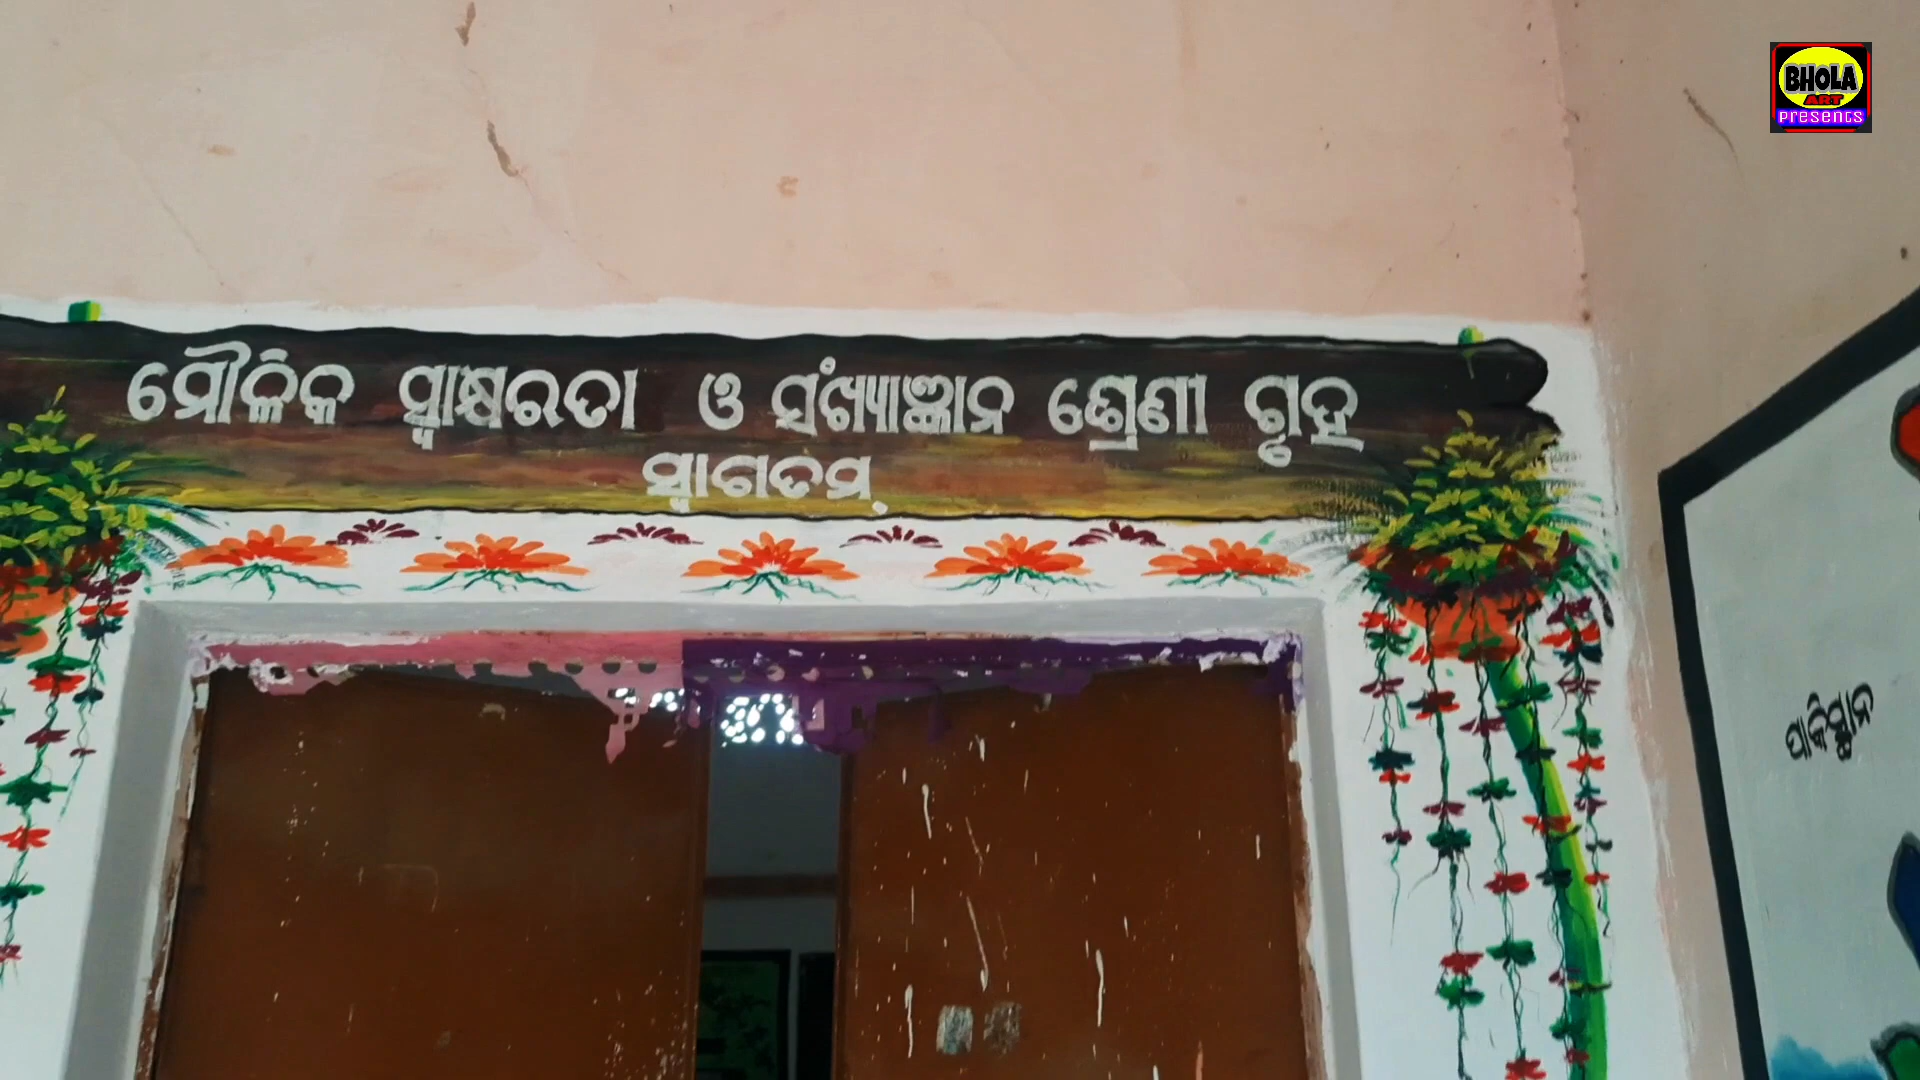 ମୌଳିକ ସ୍ୱାକ୍ଷରତା ଓ ସଂଖ୍ୟାଜ୍ଞାନ ଶ୍ରେଣୀ ଗୃହ
ସ୍ୱାଗତମ୍
ପାକିସ୍ଥାନ
BHOLA
ART
presents